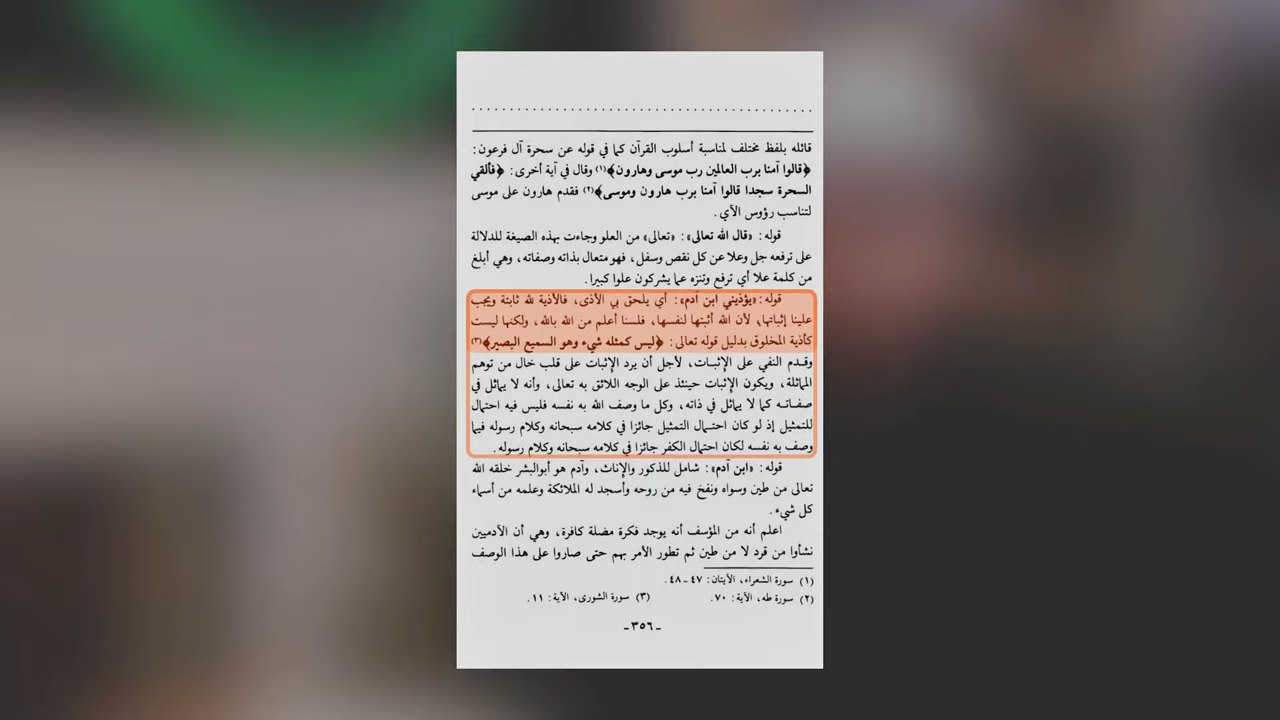 قائله بلفظ مختلف لمناسبة أسلوب القرآن كما في قوله عن سحرة آل فرعون:
﴿قالوا آمنا برب العالمين رب موسى وهارون﴾(١) وقال في آية أخرى: ﴿فألقي
السحرة سجدا قالوا آمنا برب هارون وموسى﴾(٢) فقدم هارون على موسى
لتناسب رؤوس الآي.
قوله: «قال الله تعالى»: «تعالى» من العلو وجاءت بهذه الصيغة للدلالة
على ترفعه جل وعلا عن كل نقص وسفل، فهو متعال بذاته وصفاته، وهي أبلغ
من كلمة علا أي ترفع وتنزه عما يشركون علوا كبيرا.
قوله: «يؤذيني ابن آدم»: أي يلحق بي الأذى، فالأذية لله ثابتة ويجب
علينا إثباتها، لأن الله أثبتها لنفسها، فلسنا أعلم من الله بالله، ولكنها ليست
كأذية المخلوق بدليل قوله تعالى: ﴿ليس كمثله شيء وهو السميع البصير﴾(٣)
وقدم النفي على الإثبات، لأجل أن يرد الإثبات على قلب خال من توهم
المماثلة، ويكون الإثبات حينئذ على الوجه اللائق به تعالى، وأنه لا يماثل في
صفاته كما لا يماثل في ذاته، وكل ما وصف الله به نفسه فليس فيه احتمال
للتمثيل إذ لو كان احتمال التمثيل جائزا في كلامه سبحانه وكلام رسوله فيما
وصف به نفسه لكان احتمال الكفر جائزا في كلامه سبحانه وكلام رسوله.
قوله: «ابن آدم»: شامل للذكور والإناث، وآدم هو أبوالبشر خلقه الله
تعالى من طين وسواه ونفخ فيه من روحه وأسجد له الملائكة وعلمه من أسماء
كل شيء.
اعلم أنه من المؤسف أنه يوجد فكرة مضلة كافرة، وهي أن الآدميين
نشأوا من قرد لا من طين ثم تطور الأمر بهم حتى صاروا على هذا الوصف
(١) سورة الشعراء، الآيتان: ٤٧ ـ ٤٨.
(٢) سورة طه، الآية: ٧٠. (٣) سورة الشورى، الآية: ١١.
ـ ٣٥٦ ـ